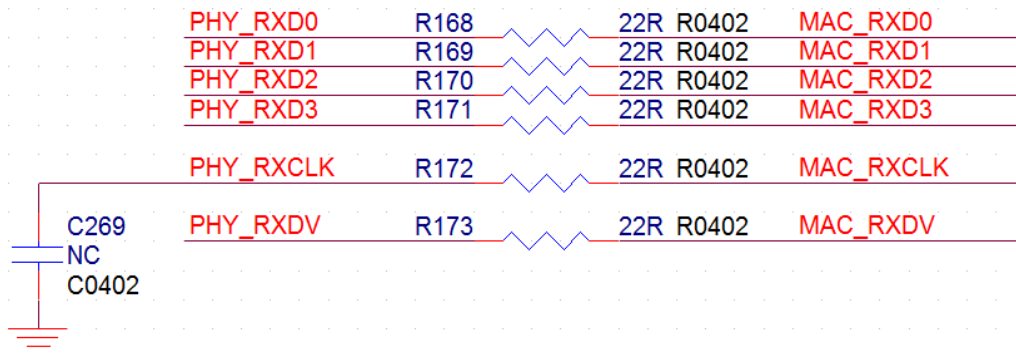 PHY_RXD0 R168 22R R0402 MAC_RXD0
PHY_RXD1 R169 22R R0402 MAC_RXD1
PHY_RXD2 R170 22R R0402 MAC_RXD2
PHY_RXD3 R171 22R R0402 MAC_RXD3
PHY_RXCLK R172 22R R0402 MAC_RXCLK
C269 PHY_RXDV R173 22R R0402 MAC_RXDV
NC
C0402